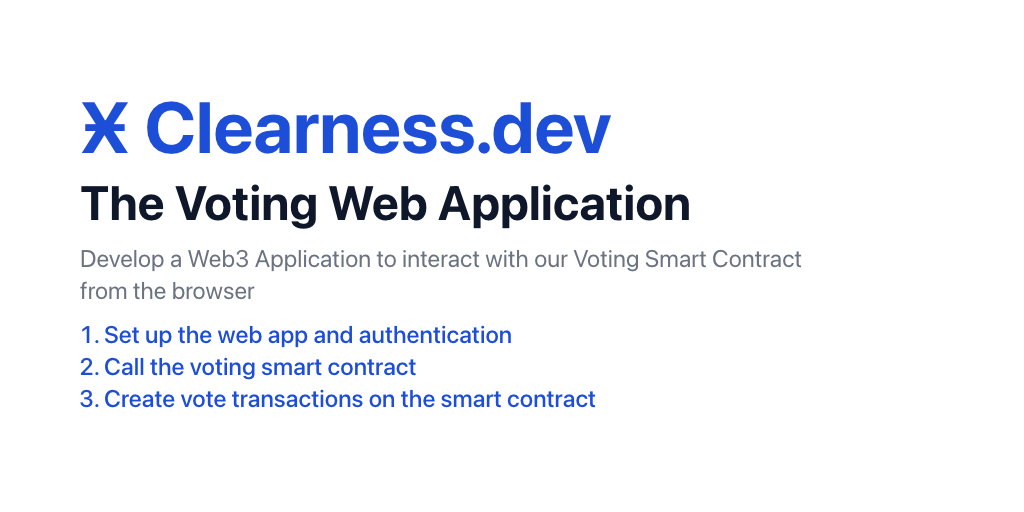 Ӿ Clearness.dev
The Voting Web Application
Develop a Web3 Application to interact with our Voting Smart Contract
from the browser
1. Set up the web app and authentication
2. Call the voting smart contract
3. Create vote transactions on the smart contract